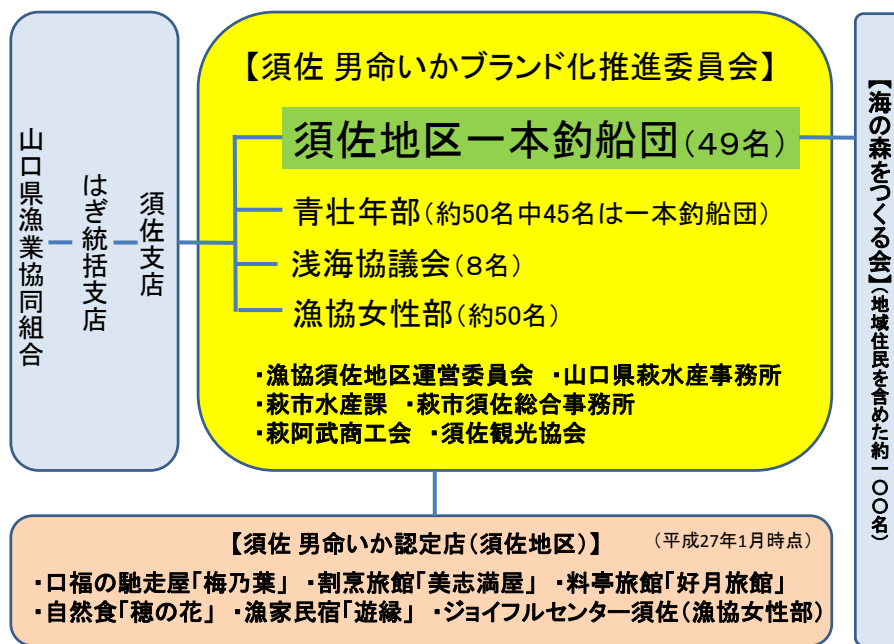 山口県漁業協同組合
はぎ統括支店
須佐支店
【須佐 男命いかブランド化推進委員会】
須佐地区一本釣船団(49名)
青壮年部(約50名中45名は一本釣船団)
浅海協議会(8名)
漁協女性部(約50名)
・漁協須佐地区運営委員会 ・山口県萩水産事務所
・萩市水産課 ・萩市須佐総合事務所
・萩阿武商工会 ・須佐観光協会
【海の森をつくる会】(地域住民を含めた約一〇〇名)
【須佐 男命いか認定店(須佐地区)】 (平成27年1月時点)
・口福の馳走屋「梅乃葉」 ・割烹旅館「美志満屋」 ・料亭旅館「好月旅館」
・自然食「穂の花」 ・漁家民宿「遊縁」 ・ジョイフルセンター須佐(漁協女性部)